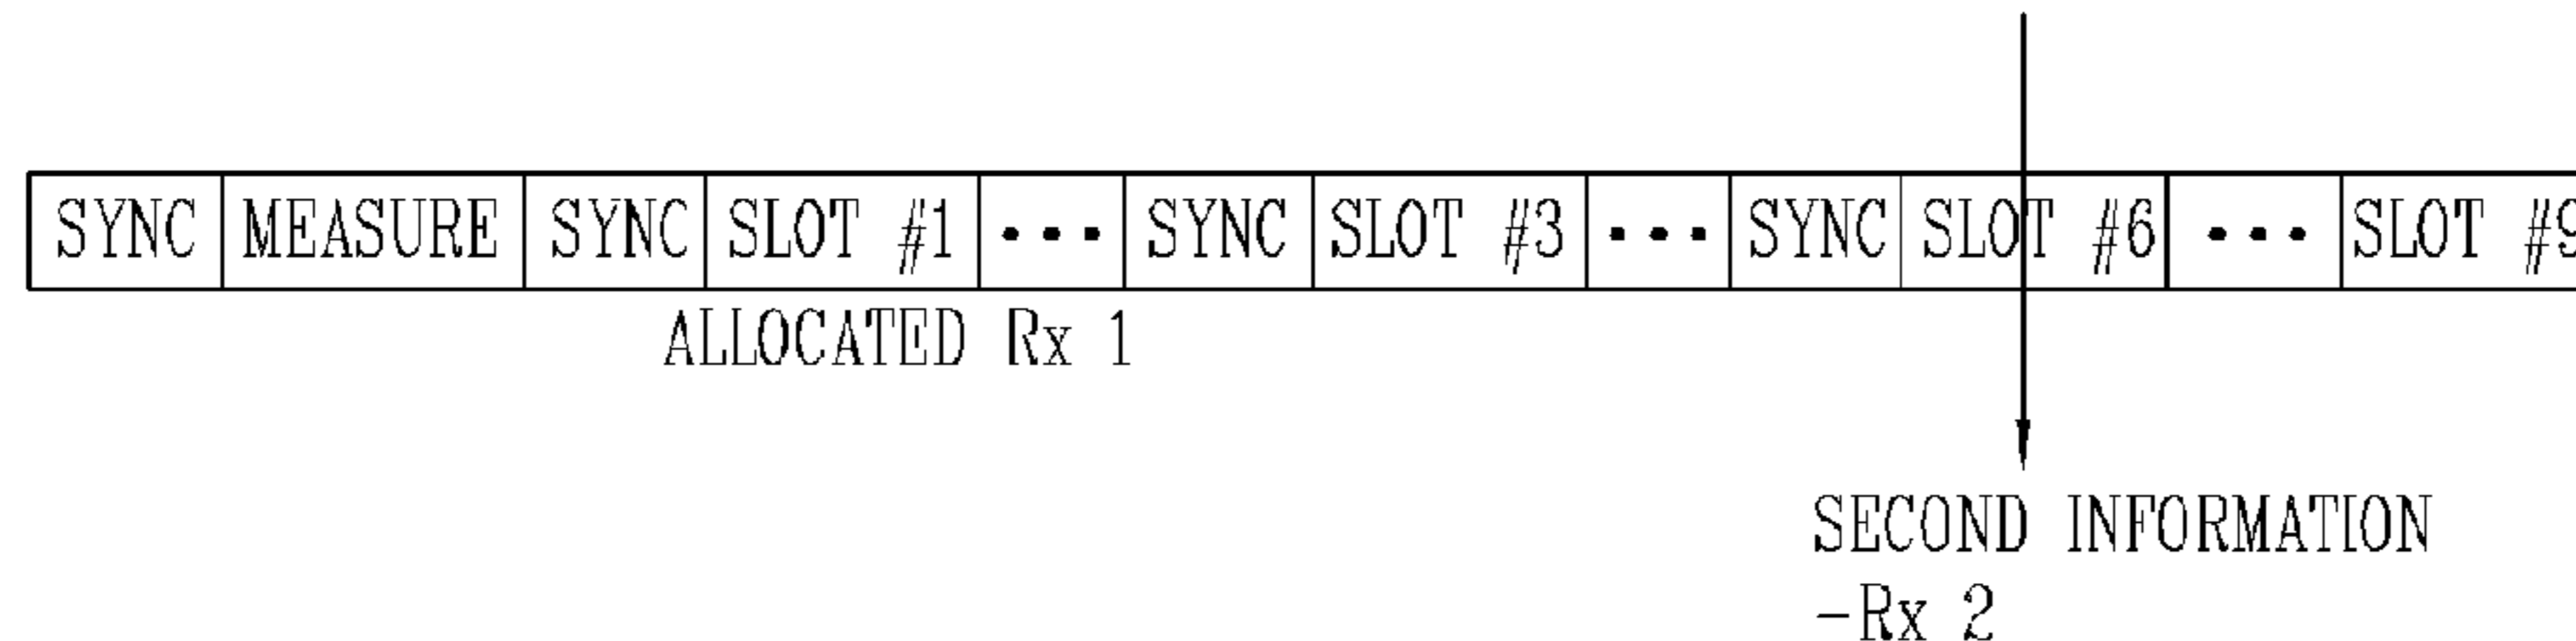 SYNC MEASURE SYNC SLOT #1 ••• SYNC SLOT #3 ••• SYNC SLOT #6 ••• SLOT #9
ALLOCATED Rx 1
SECOND INFORMATION
-Rx 2